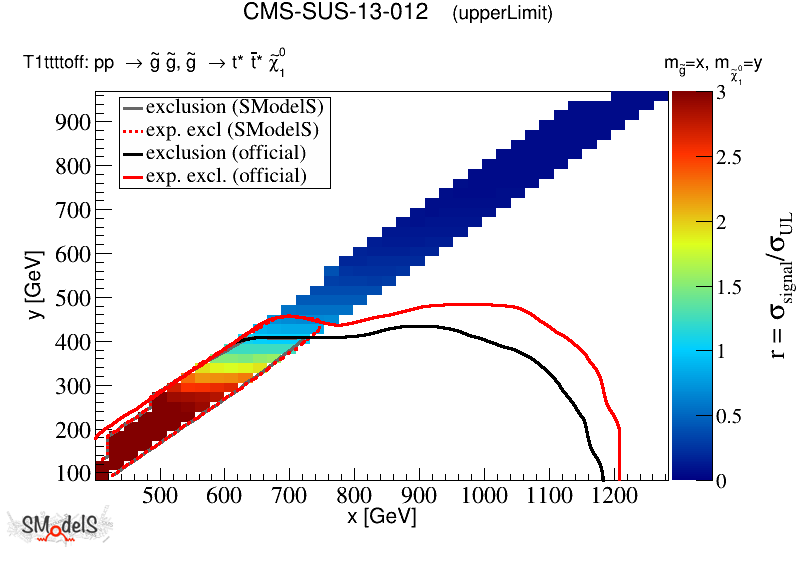 CMS-SUS-13-012 (upperLimit)
T1ttttoff: pp → g̃ g̃, g̃ → t* t̄* χ̃⁰₁
m_g̃=x, m_χ̃⁰₁=y
exclusion (SModelS)
exp. excl (SModelS)
exclusion (official)
exp. excl. (official)
y [GeV]
900
800
700
600
500
400
300
200
100
500 600 700 800 900 1000 1100 1200
x [GeV]
3
2.5
2
1.5
1
0.5
0
r = σ_signal/σ_UL
SModelS